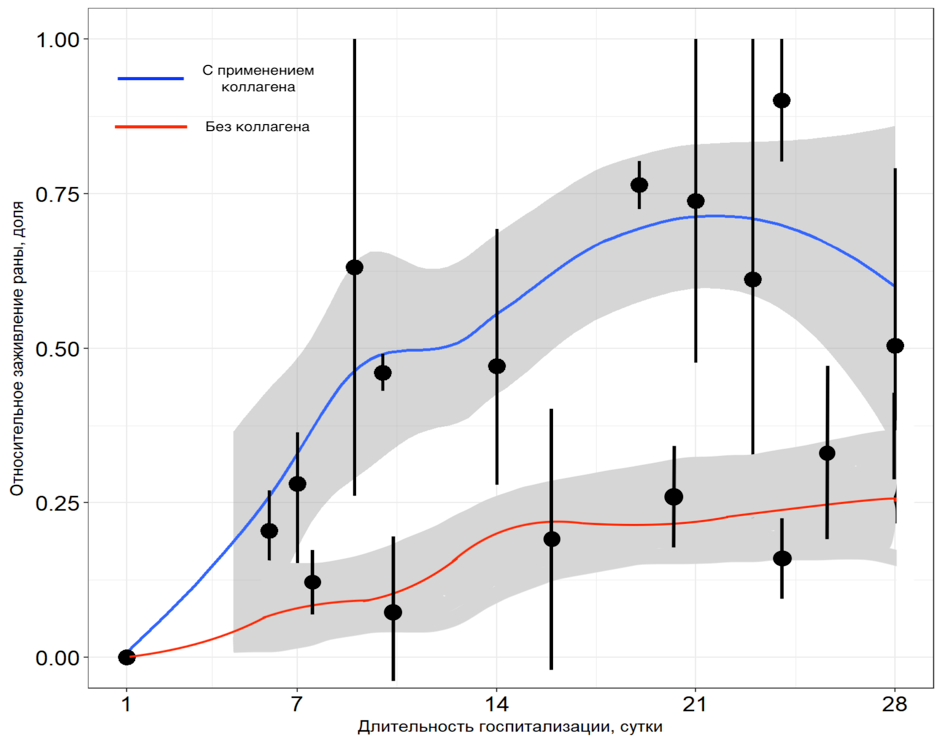 1.00
0.75
0.50
0.25
0.00
Относительное заживление раны, доля
С применением
коллагена
Без коллагена
1 7 14 21 28
Длительность госпитализации, сутки